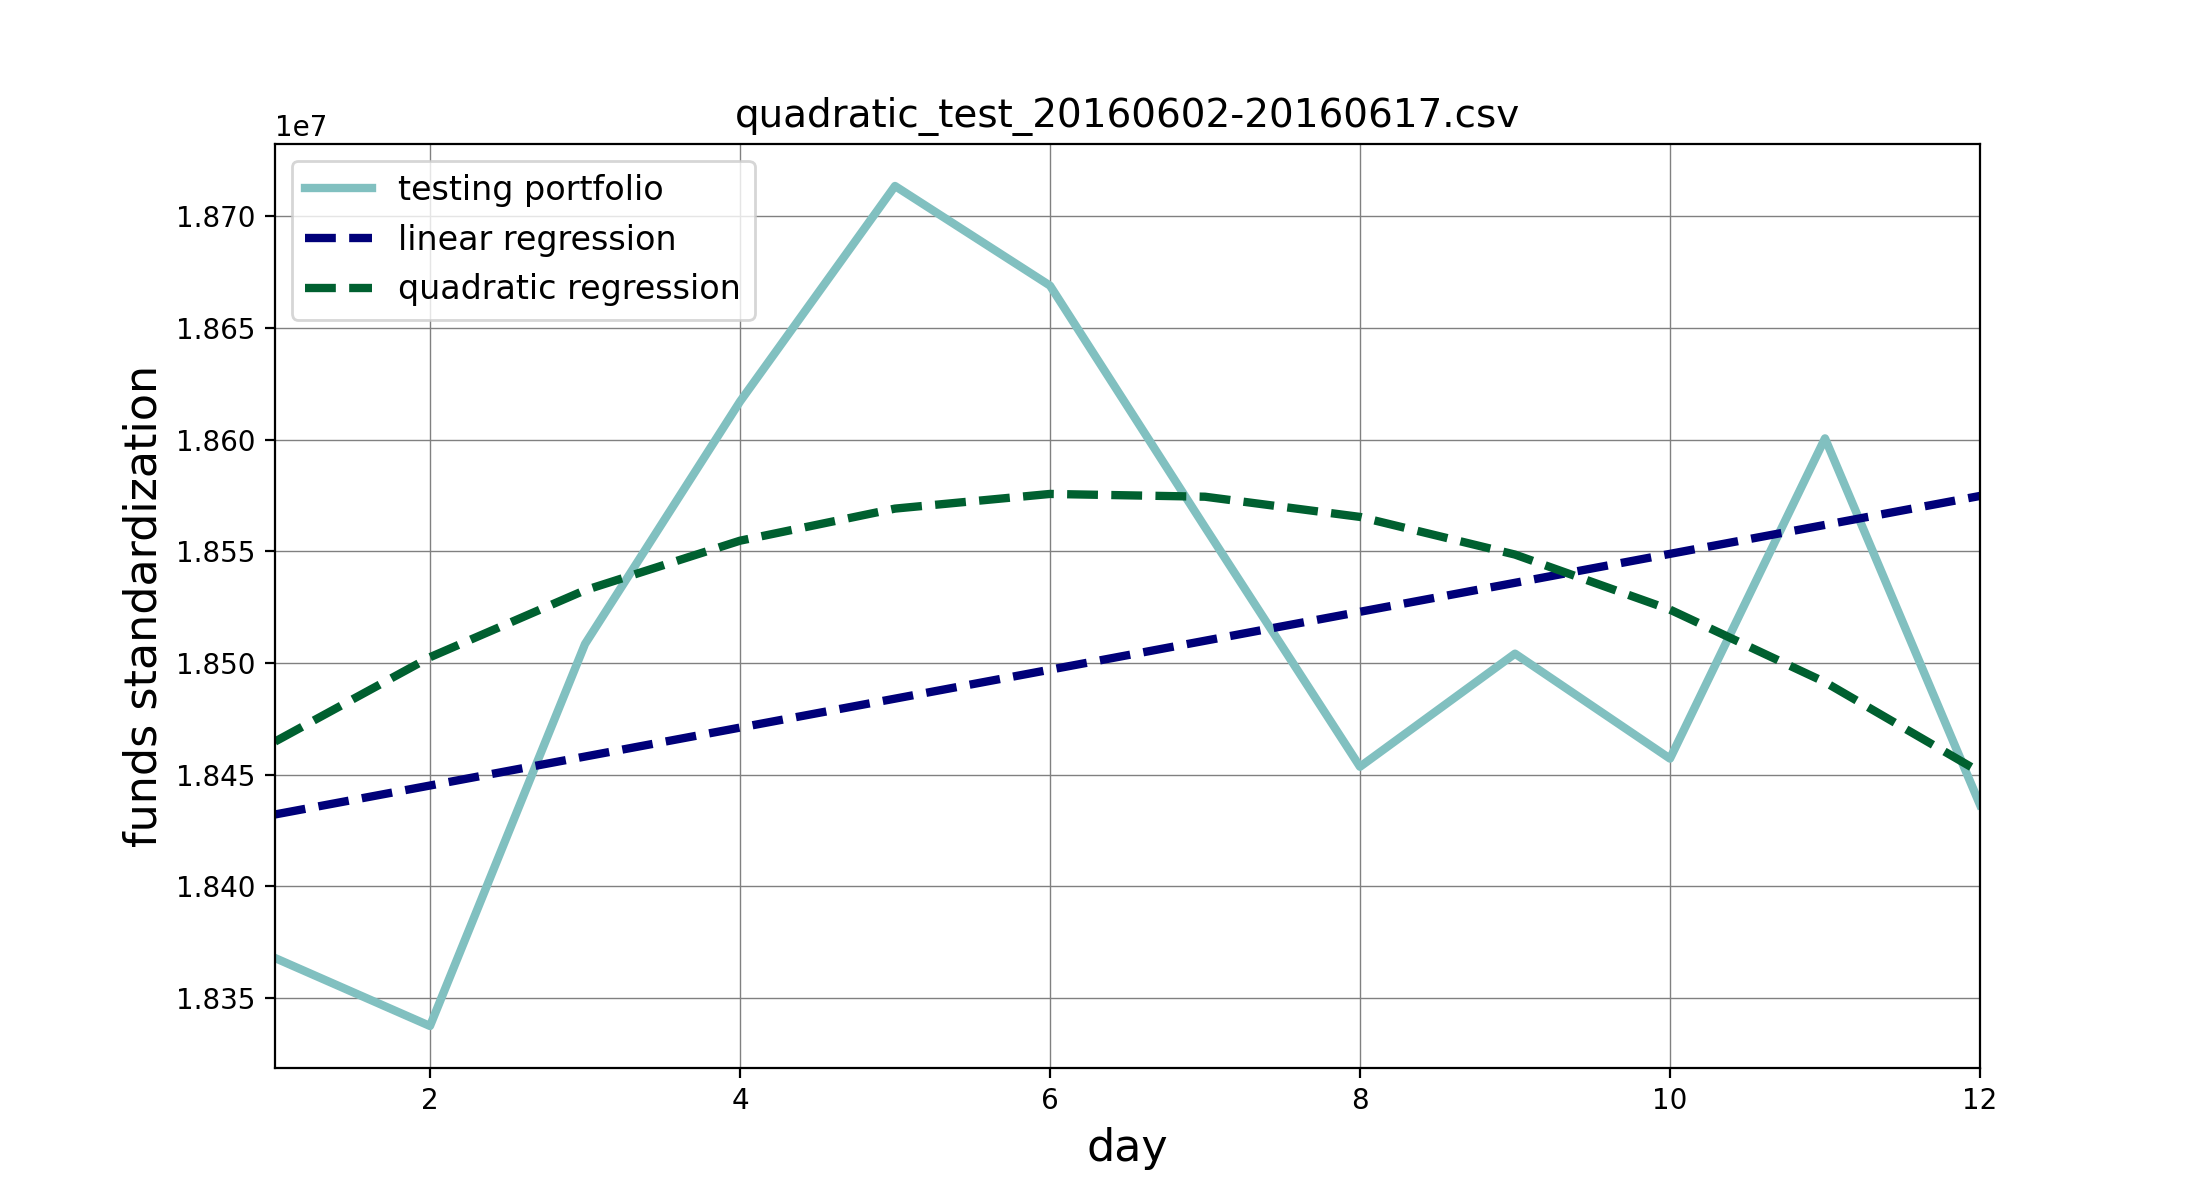 quadratic_test_20160602-20160617.csv
1e7
testing portfolio
linear regression
quadratic regression
1.870
1.865
1.860
1.855
1.850
1.845
1.840
1.835
funds standardization
2 4 6 8 10 12
day